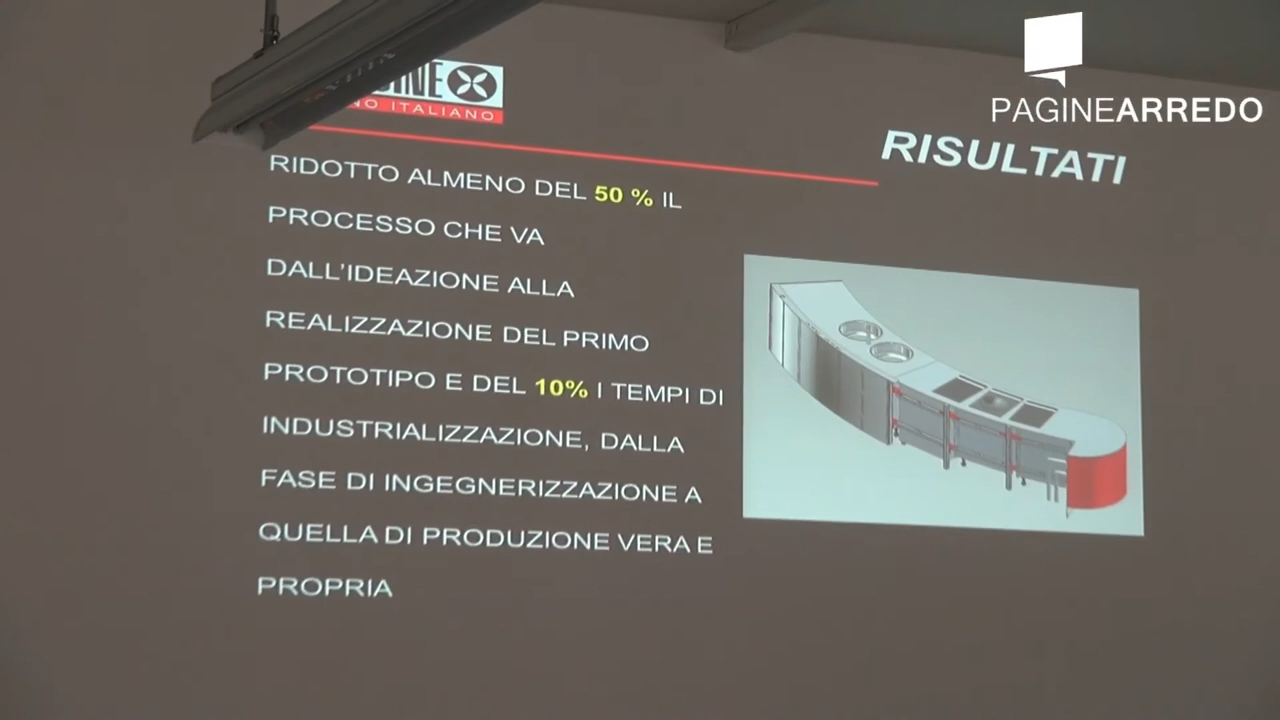 PAGINEARREDO
ITALIANO
RISULTATI
RIDOTTO ALMENO DEL 50 % IL
PROCESSO CHE VA
DALL'IDEAZIONE ALLA
REALIZZAZIONE DEL PRIMO
PROTOTIPO E DEL 10% I TEMPI DI
INDUSTRIALIZZAZIONE, DALLA
FASE DI INGEGNERIZZAZIONE A
QUELLA DI PRODUZIONE VERA E
PROPRIA